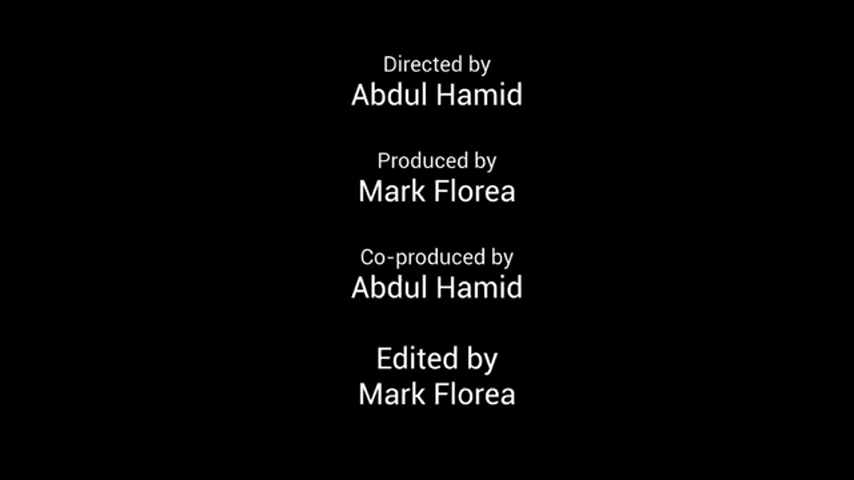 Directed by
Abdul Hamid
Produced by
Mark Florea
Co-produced by
Abdul Hamid
Edited by
Mark Florea